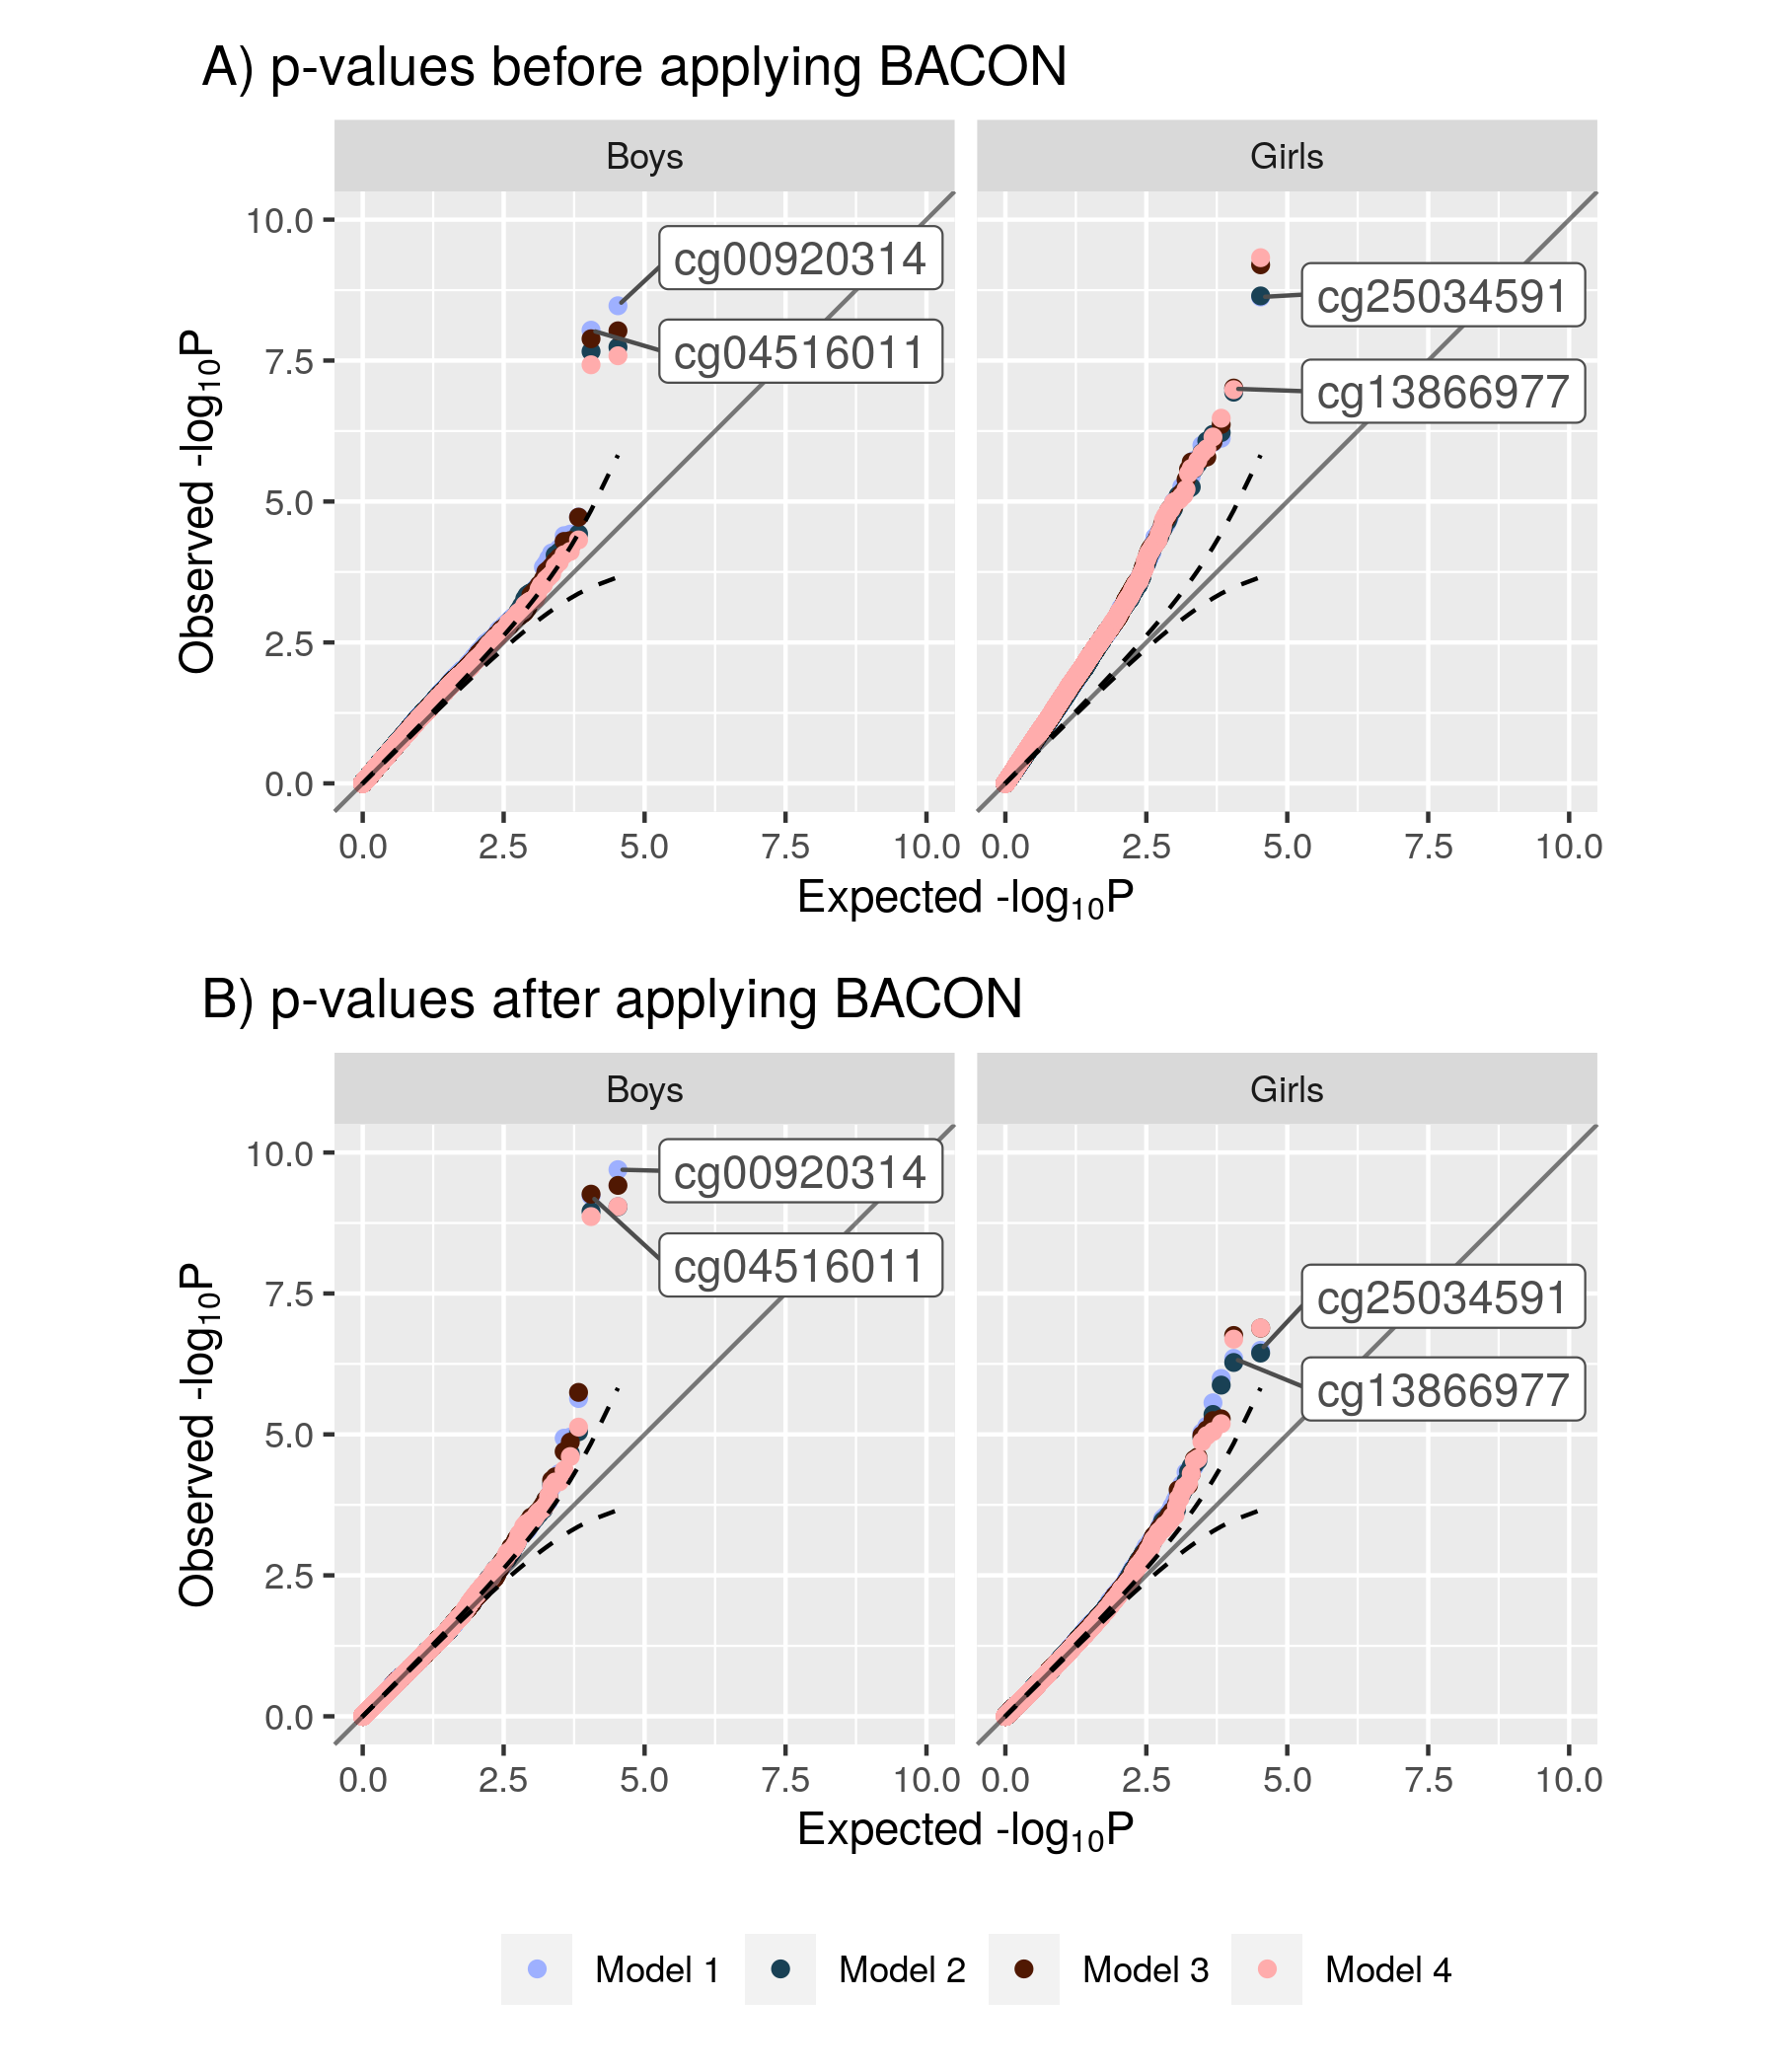 A) p-values before applying BACON
Boys Girls
Observed -log10P
10.0
7.5
5.0
2.5
0.0
cg00920314
cg04516011
cg25034591
cg13866977
0.0 2.5 5.0 7.5 10.0 0.0 2.5 5.0 7.5 10.0
Expected -log10P
B) p-values after applying BACON
Boys Girls
Observed -log10P
10.0
7.5
5.0
2.5
0.0
cg00920314
cg04516011
cg25034591
cg13866977
0.0 2.5 5.0 7.5 10.0 0.0 2.5 5.0 7.5 10.0
Expected -log10P
Model 1 Model 2 Model 3 Model 4